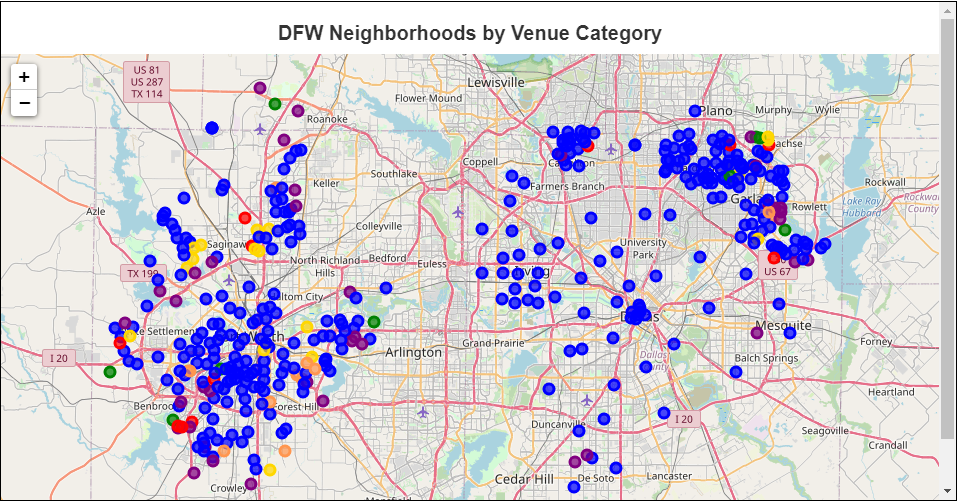 DFW Neighborhoods by Venue Category
+
−
US 81
US 287
TX 114
Lewisville
Flower Mound
Plano
Murphy
Wylie
Roanoke
Coppell
Southlake
Keller
Farmers Branch
Rockwall
Rockwall
County
Lake Ray
Hubbard
Rowlett
Azle
Colleyville
Saginaw
University
Park
North Richland
Hills
Bedford
Euless
Irving
TX 199
US 67
Dallas
Mesquite
Grand Prairie
Arlington
Dallas
County
Balch Springs
Forney
I 20
Heartland
Benbrook
Forest Hill
I 20
Duncanville
Seagoville
Crandall
Cedar Hill
De Soto
Lancaster
Crowley
Mansfield